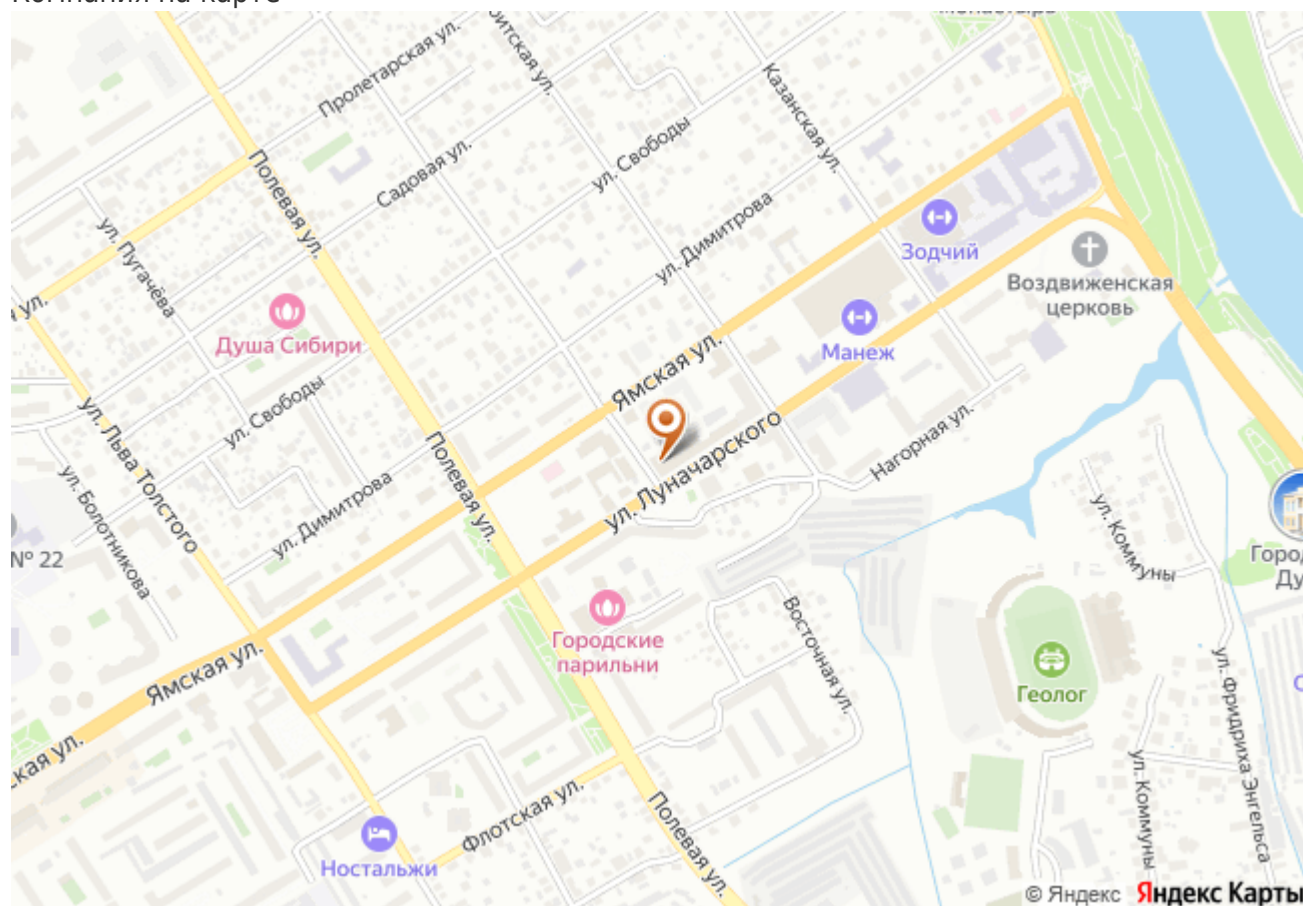 Компания на карте
Пролетарская ул.
Казанская ул.
Садовая ул.
ул. Свободы
Полевая ул.
ул. Пугачёва
ул. Димитрова
Зодчий
Воздвиженская
церковь
Душа Сибири
Манеж
Ямская ул.
ул. Свободы
ул. Льва Толстого
ул. Луначарского
Полевая ул.
Нагорная ул.
ул. Болотникова
ул. Димитрова
ул. Коммуны
№ 22
Городские
парильни
Восточная ул.
Ямская ул.
Геолог
ул. Фридриха Энгельса
ул. Коммуны
Флотская ул.
Полевая ул.
Ностальжи
© Яндекс Яндекс Карты